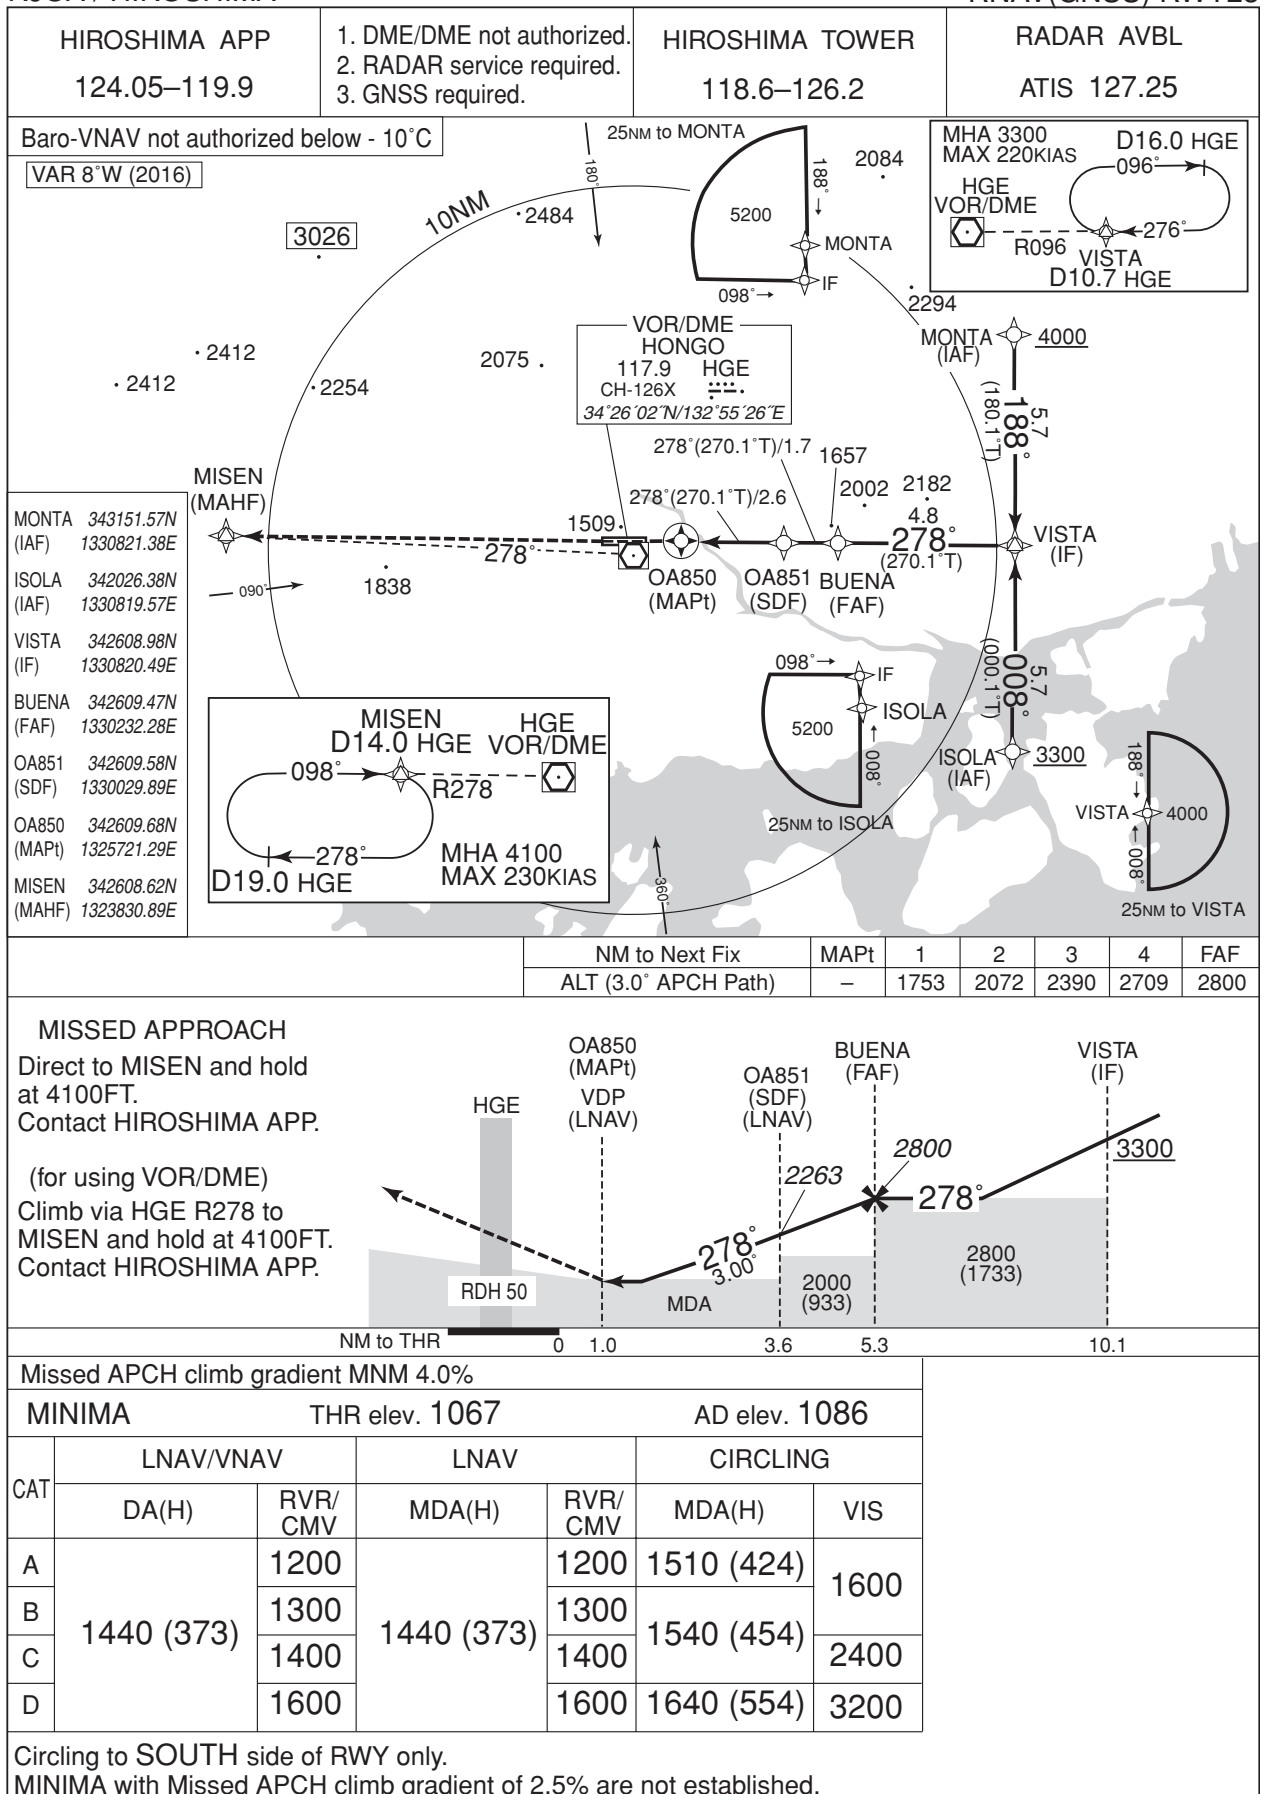 HIROSHIMA APP
124.05–119.9
1. DME/DME not authorized.
2. RADAR service required.
3. GNSS required.
HIROSHIMA TOWER
118.6–126.2
RADAR AVBL
ATIS 127.25
Baro-VNAV not authorized below - 10°C
VAR 8°W (2016)
3026
10NM
180°
2484
25NM to MONTA
5200
188°
MONTA
IF
098°
2084
MHA 3300
MAX 220KIAS
D16.0 HGE
096°
HGE
VOR/DME
276°
R096
VISTA
D10.7 HGE
2294
MONTA
(IAF)
4000
188°
(180.1°T)
5.7
2412
2412
2254
2075
VOR/DME
HONGO
117.9 HGE
CH-126X
34°26´02˝N/132°55´26˝E
278°(270.1°T)/1.7
1657
278°(270.1°T)/2.6
2002
2182
4.8
278°
(270.1°T)
VISTA
(IF)
MISEN
(MAHF)
1509
278°
OA850
(MAPt)
OA851
(SDF)
BUENA
(FAF)
090°
1838
MONTA 343151.57N
(IAF) 1330821.38E
ISOLA 342026.38N
(IAF) 1330819.57E
VISTA 342608.98N
(IF) 1330820.49E
BUENA 342609.47N
(FAF) 1330232.28E
OA851 342609.58N
(SDF) 1330029.89E
OA850 342609.68N
(MAPt) 1325721.29E
MISEN 342608.62N
(MAHF) 1323830.89E
008°
(000.1°T)
5.7
ISOLA
(IAF)
3300
098°
IF
ISOLA
5200
008°
25NM to ISOLA
MISEN
D14.0 HGE
HGE
VOR/DME
098°
R278
278°
D19.0 HGE
MHA 4100
MAX 230KIAS
360°
188°
VISTA
4000
008°
25NM to VISTA
NM to Next Fix MAPt 1 2 3 4 FAF
ALT (3.0° APCH Path) – 1753 2072 2390 2709 2800
MISSED APPROACH
Direct to MISEN and hold
at 4100FT.
Contact HIROSHIMA APP.
(for using VOR/DME)
Climb via HGE R278 to
MISEN and hold at 4100FT.
Contact HIROSHIMA APP.
HGE
OA850
(MAPt)
VDP
(LNAV)
OA851
(SDF)
(LNAV)
BUENA
(FAF)
VISTA
(IF)
2263
2800
3300
278°
278°
3.00°
RDH 50
MDA
2000
(933)
2800
(1733)
NM to THR 0 1.0 3.6 5.3 10.1
Missed APCH climb gradient MNM 4.0%
MINIMA THR elev. 1067 AD elev. 1086
CAT LNAV/VNAV LNAV CIRCLING
DA(H) RVR/CMV MDA(H) RVR/CMV MDA(H) VIS
A 1440 (373) 1200 1440 (373) 1200 1510 (424) 1600
B 1300 1300 1540 (454)
C 1400 1400 2400
D 1600 1600 1640 (554) 3200
Circling to SOUTH side of RWY only.
MINIMA with Missed APCH climb gradient of 2.5% are not established.